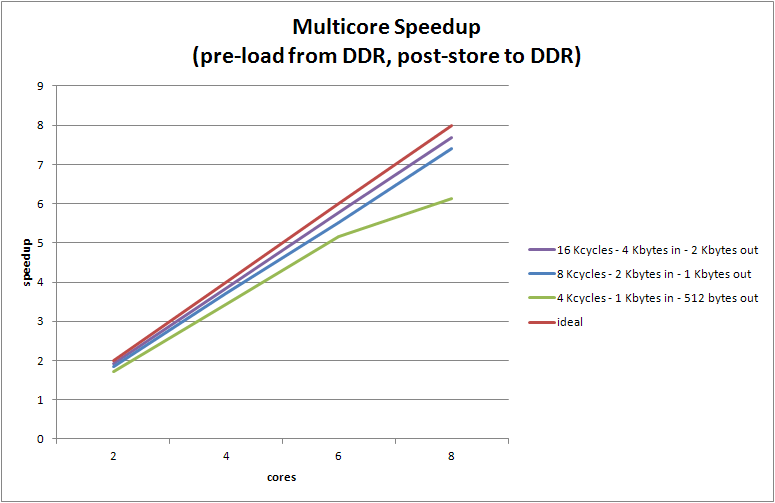 Multicore Speedup
(pre-load from DDR, post-store to DDR)
9
8
7
6
5
4
3
2
1
0
speedup
2 4 6 8
cores
16 Kcycles - 4 Kbytes in - 2 Kbytes out
8 Kcycles - 2 Kbytes in - 1 Kbytes out
4 Kcycles - 1 Kbytes in - 512 bytes out
ideal